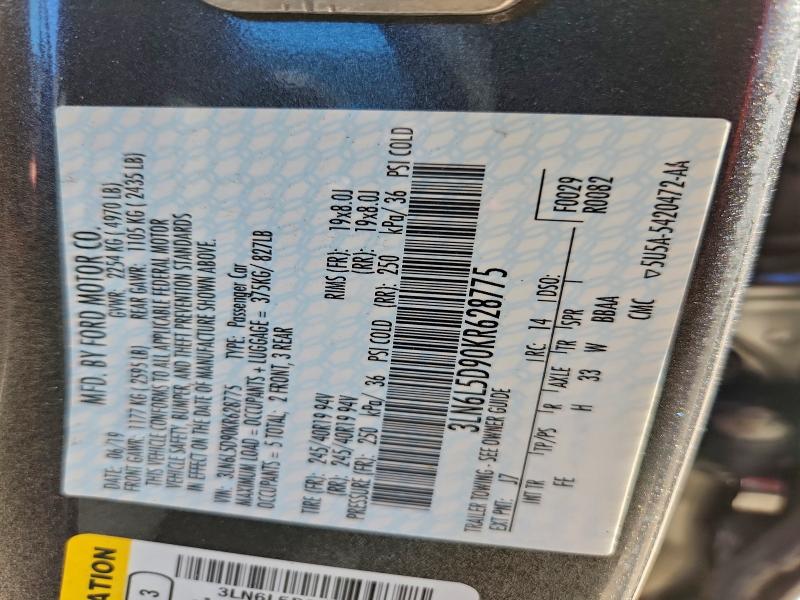 MFD. BY FORD MOTOR CO.
DATE: 06/19 GVWR: 2254 KG ( 4970 LB)
FRONT GAWR: 1177 KG ( 2595 LB) REAR GAWR: 1105 KG ( 2435 LB)
THIS VEHICLE CONFORMS TO ALL APPLICABLE FEDERAL MOTOR
VEHICLE SAFETY, BUMPER, AND THEFT PREVENTION STANDARDS
IN EFFECT ON THE DATE OF MANUFACTURE SHOWN ABOVE.
VIN: 3LN6L5D90KR628775 TYPE: Passenger Car
MAXIMUM LOAD = OCCUPANTS + LUGGAGE = 375KG/ 827LB
OCCUPANTS = 5 TOTAL: 2 FRONT, 3 REAR
TIRE FR): 245/40R19 94V RIMS (FR): 19x8.0J
(RR): 245/40R19 94V (RR): 19x8.0J
PRESSURE FR): 250 kPa/ 36 PSI COLD (RR): 250 kPa/ 36 PSI COLD
3LN6L5D90KR628775
TRAILER TOWING - SEE OWNER GUIDE
EXT PNT: J7 RC: 14 DSO: F0029
R0082
INT TR TP/PS R AXLE TR SPR
FE H 33 W BBAA
CMC ▽5U5A-5420472-AA
ATION
3
3LN6L5D